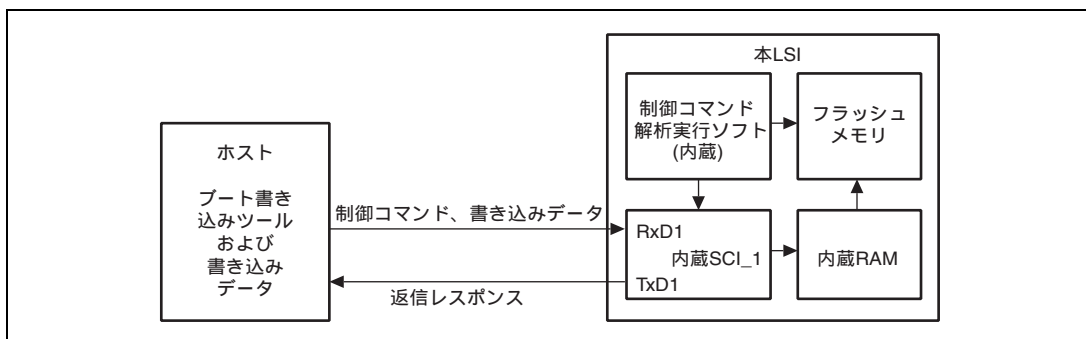 ホスト
ブート書き
込みツール
および
書き込み
データ
制御コマンド、書き込みデータ
返信レスポンス
本LSI
制御コマンド
解析実行ソフト
(内蔵)
フラッシュ
メモリ
RxD1
内蔵SCI_1
TxD1
内蔵RAM